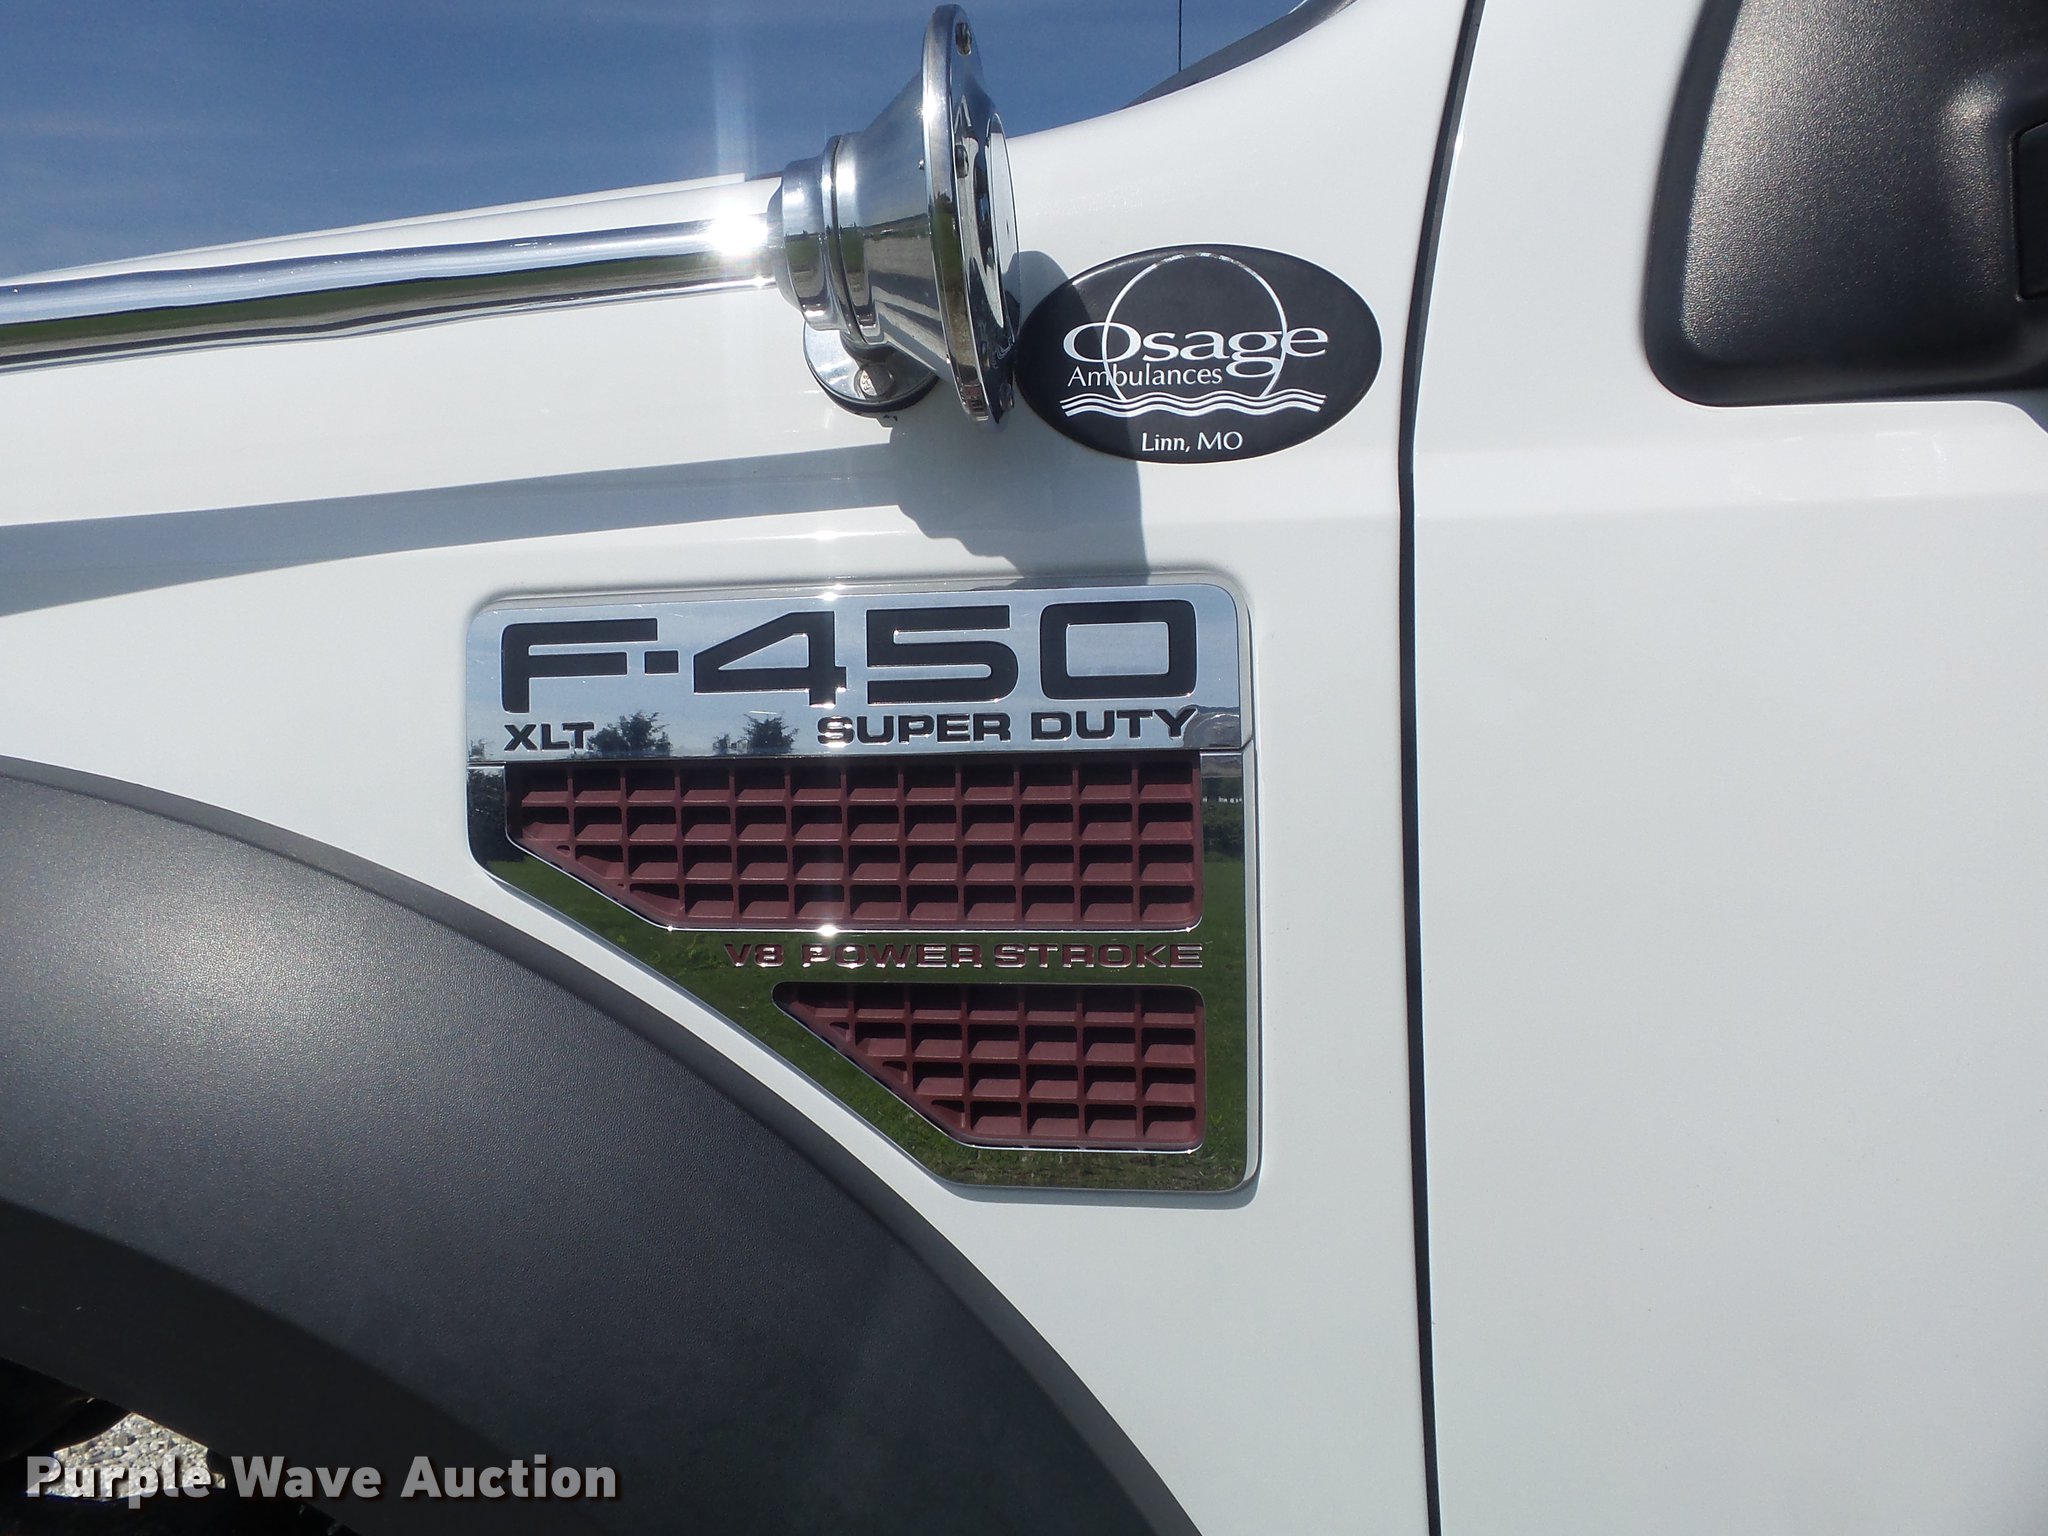 Osage
Ambulances
Linn, MO
F-450
XLT SUPER DUTY
V8 POWER STROKE
Purple Wave Auction